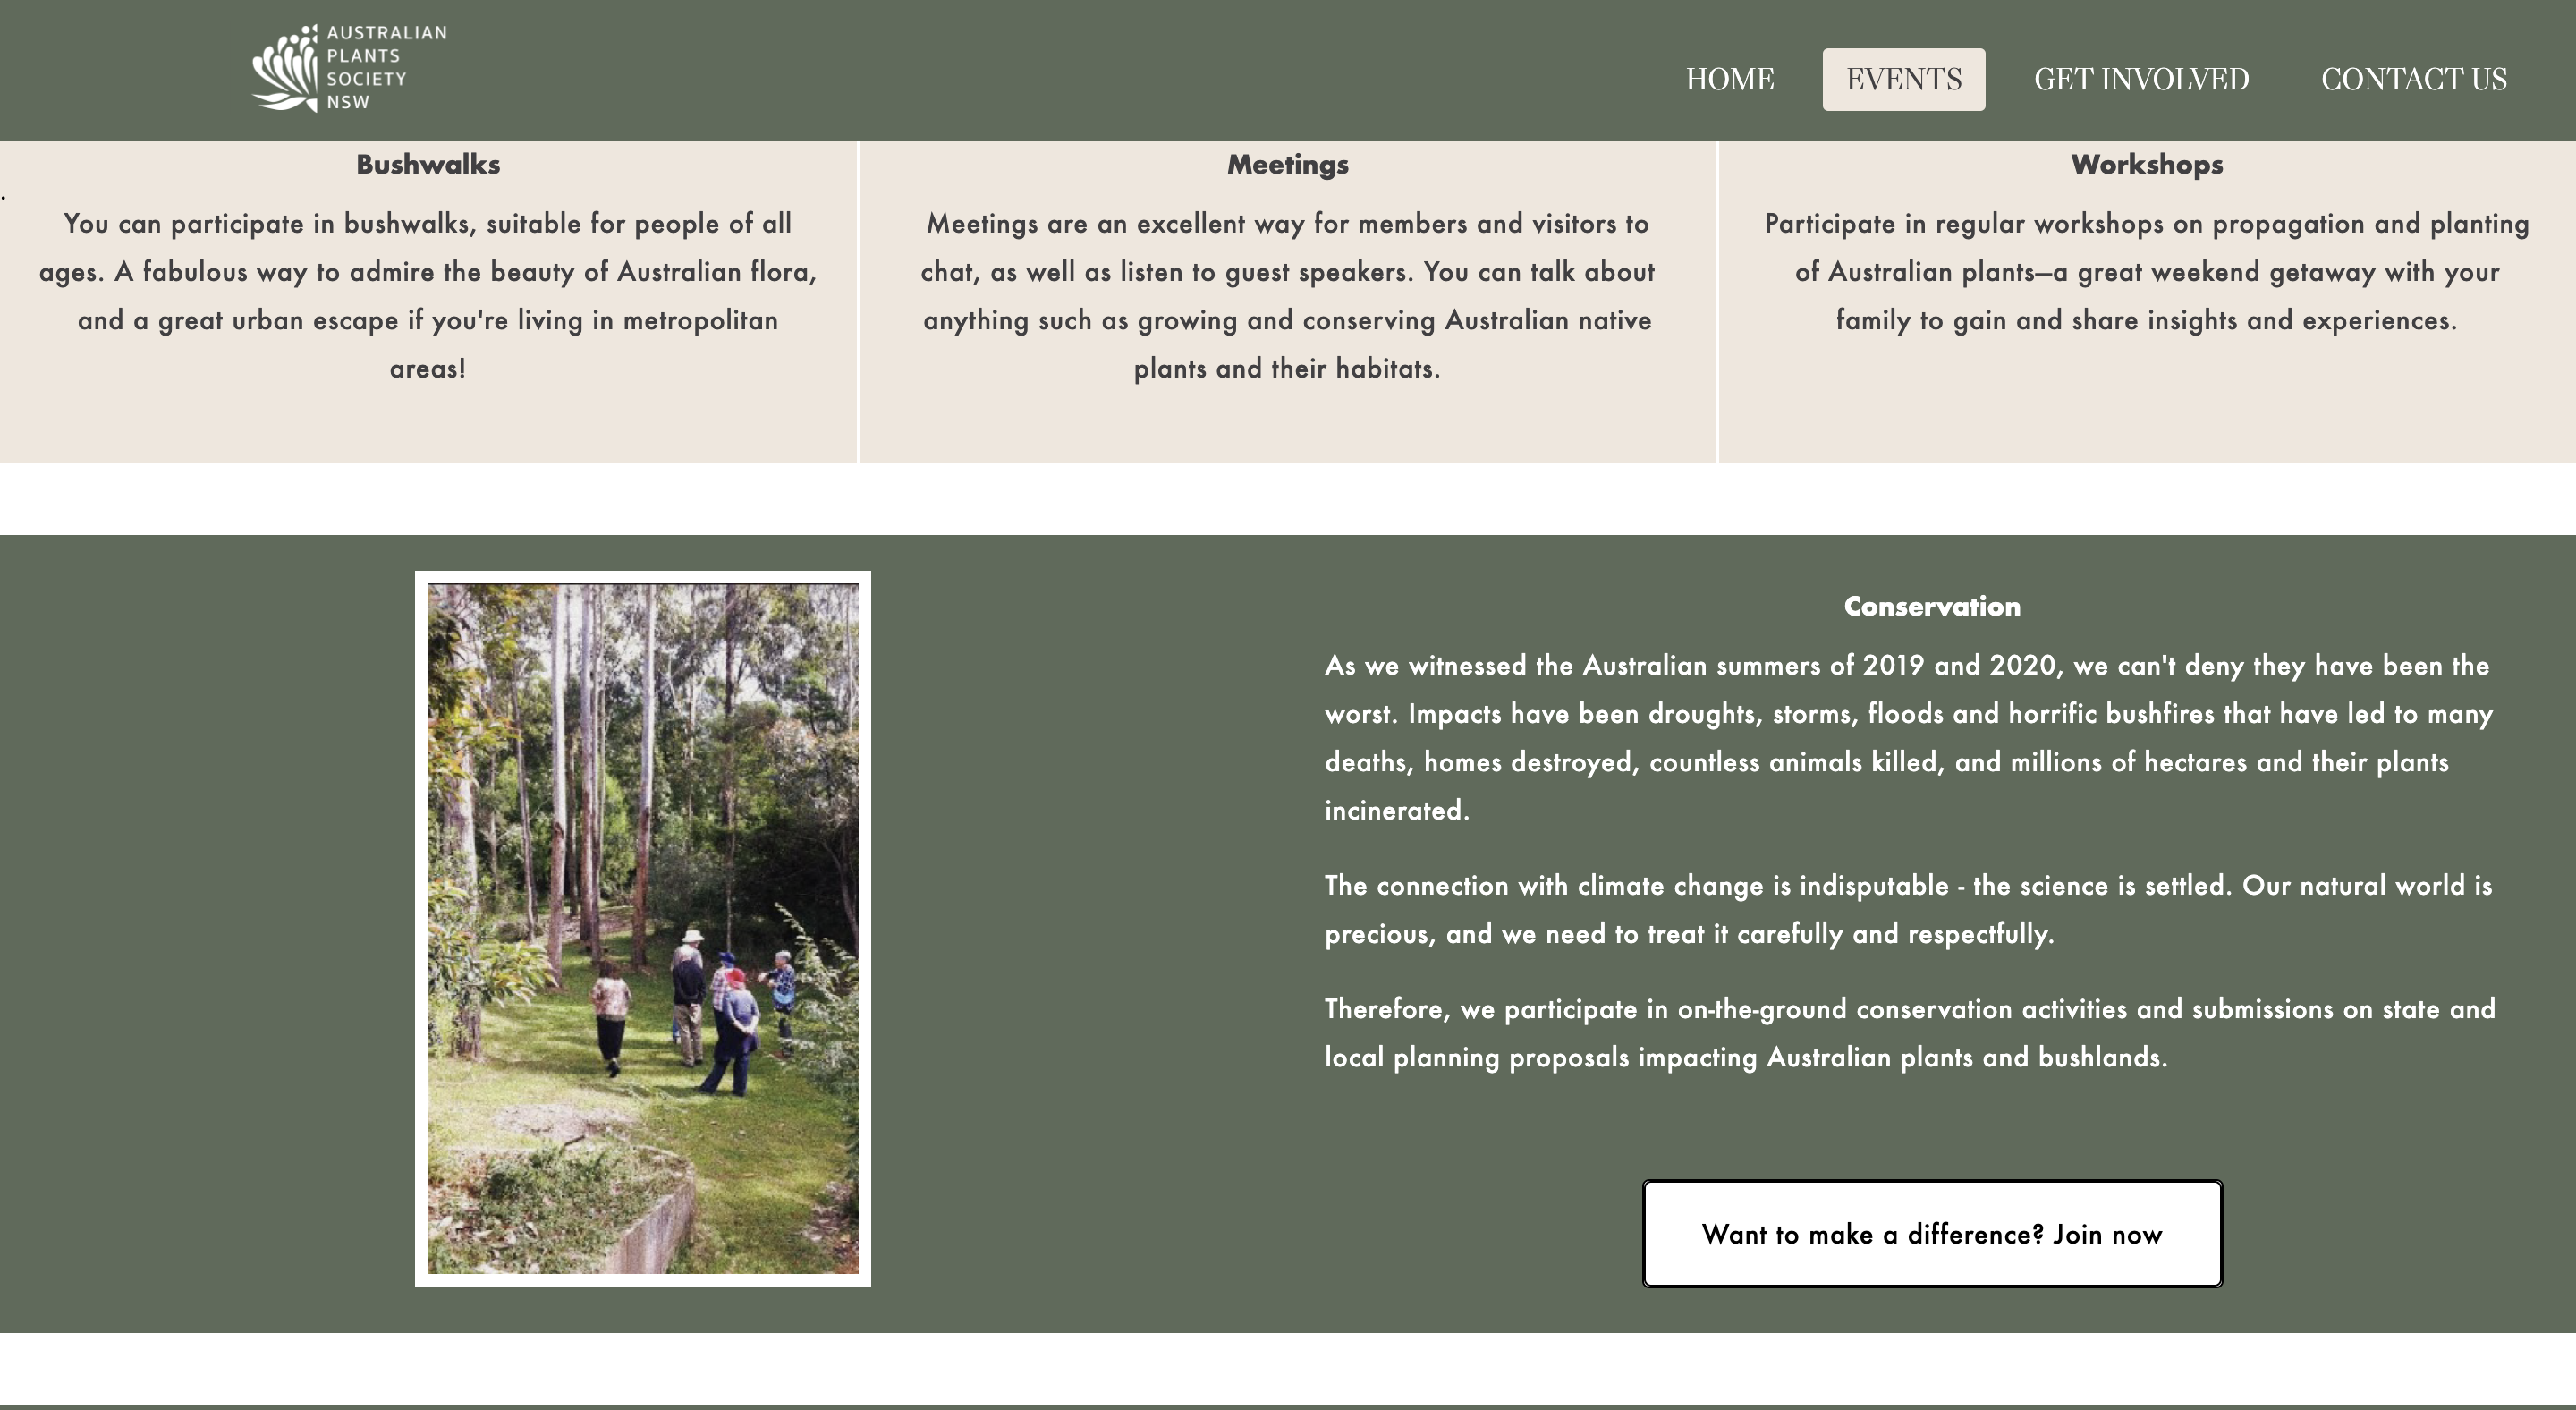 AUSTRALIAN
PLANTS
SOCIETY
NSW
HOME
EVENTS
GET INVOLVED
CONTACT US
Bushwalks
You can participate in bushwalks, suitable for people of all
ages. A fabulous way to admire the beauty of Australian flora,
and a great urban escape if you're living in metropolitan
areas!
Meetings
Meetings are an excellent way for members and visitors to
chat, as well as listen to guest speakers. You can talk about
anything such as growing and conserving Australian native
plants and their habitats.
Workshops
Participate in regular workshops on propagation and planting
of Australian plants—a great weekend getaway with your
family to gain and share insights and experiences.
Conservation
As we witnessed the Australian summers of 2019 and 2020, we can't deny they have been the
worst. Impacts have been droughts, storms, floods and horrific bushfires that have led to many
deaths, homes destroyed, countless animals killed, and millions of hectares and their plants
incinerated.
The connection with climate change is indisputable - the science is settled. Our natural world is
precious, and we need to treat it carefully and respectfully.
Therefore, we participate in on-the-ground conservation activities and submissions on state and
local planning proposals impacting Australian plants and bushlands.
Want to make a difference? Join now